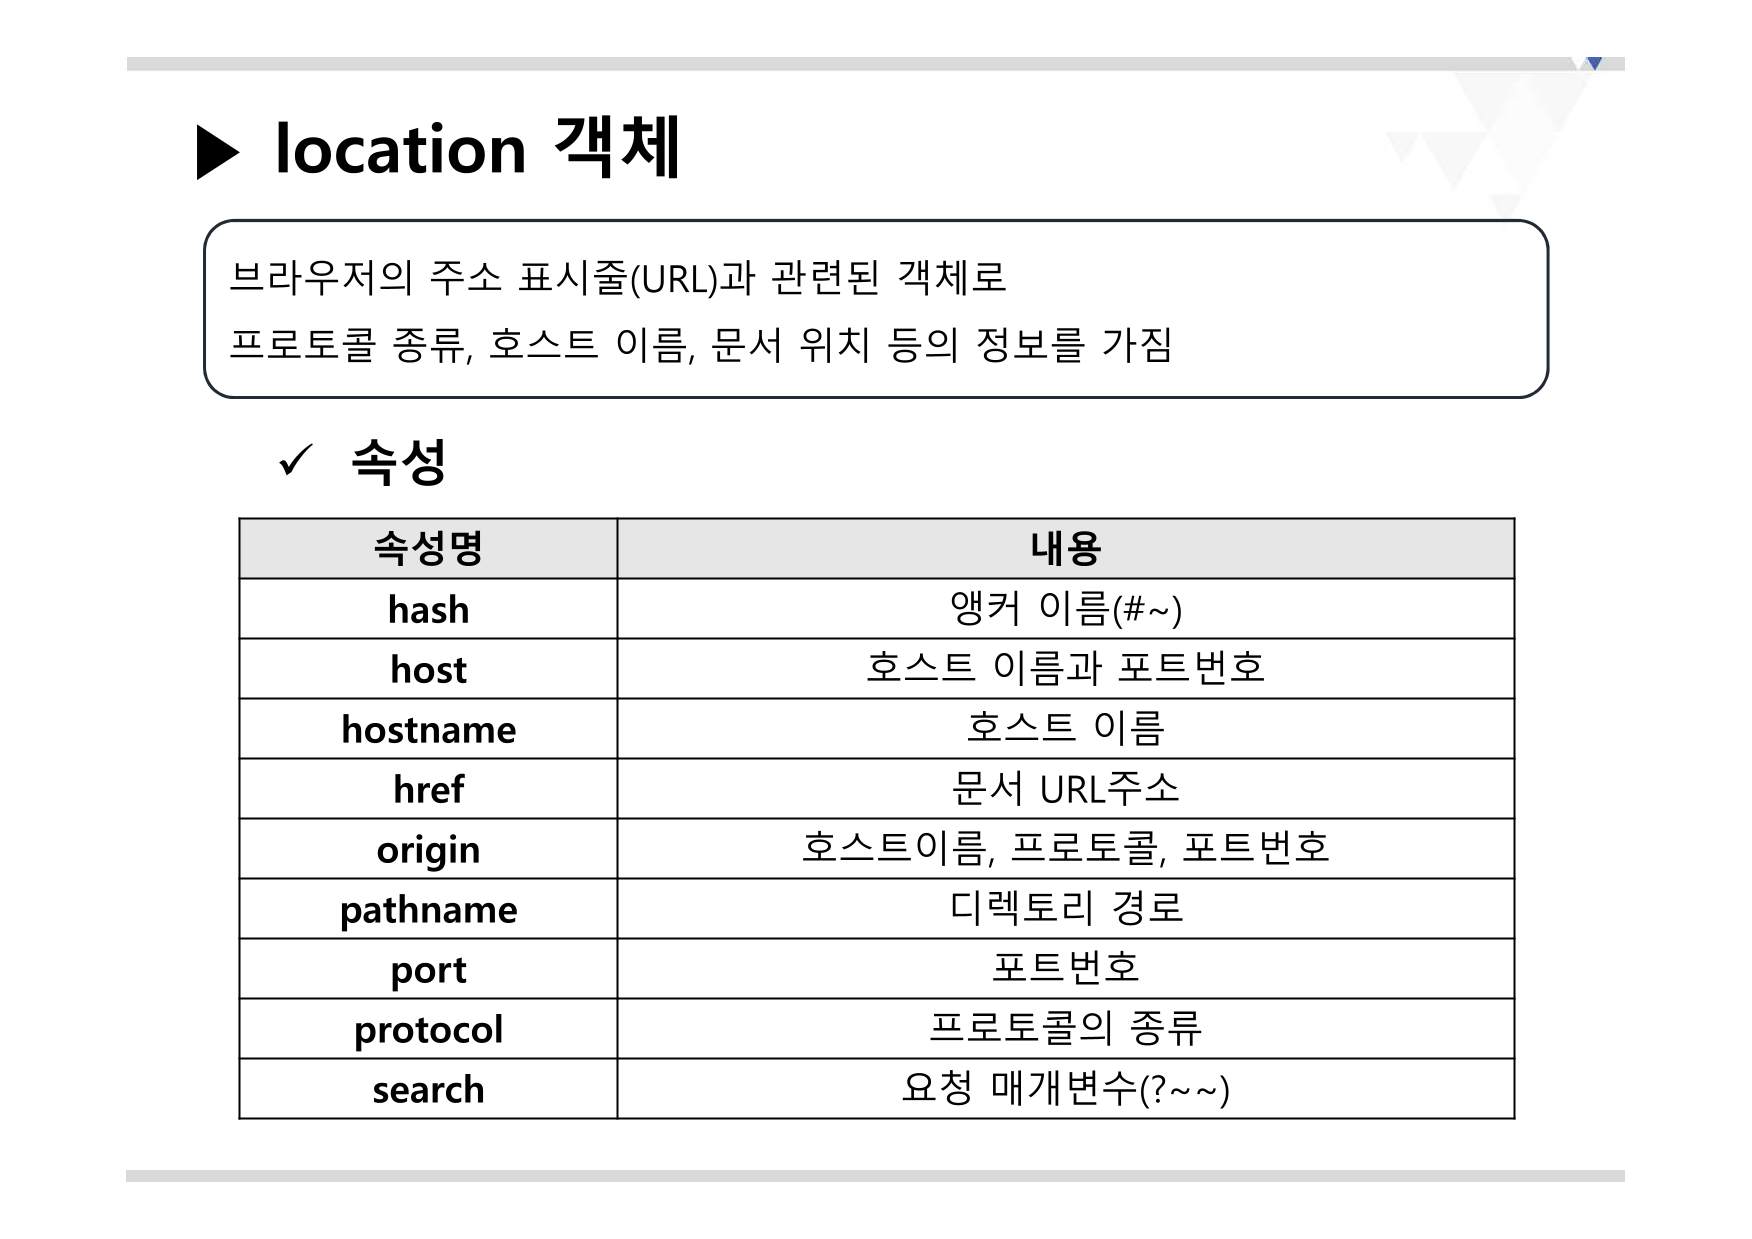 ▶ location 객체
브라우저의 주소 표시줄(URL)과 관련된 객체로
프로토콜 종류, 호스트 이름, 문서 위치 등의 정보를 가짐
✓ 속성
속성명 내용
hash 앵커 이름(#~)
host 호스트 이름과 포트번호
hostname 호스트 이름
href 문서 URL주소
origin 호스트이름, 프로토콜, 포트번호
pathname 디렉토리 경로
port 포트번호
protocol 프로토콜의 종류
search 요청 매개변수(?~~)